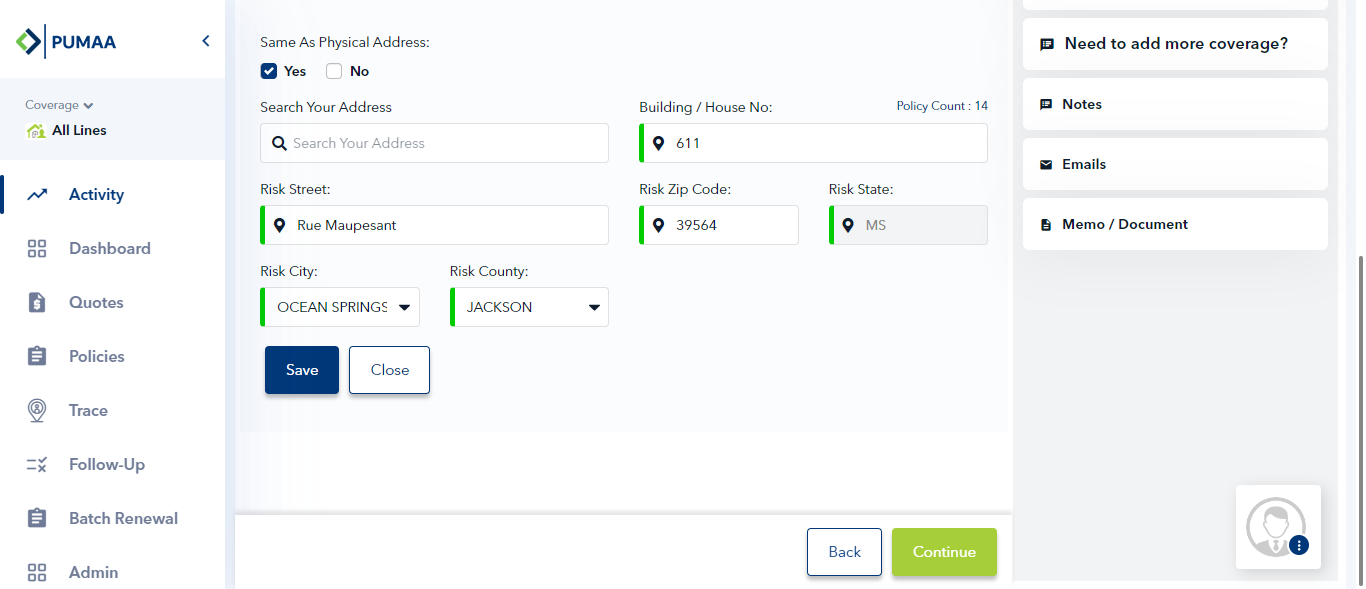 PUMAA
Coverage
All Lines
Activity
Dashboard
Quotes
Policies
Trace
Follow-Up
Batch Renewal
Admin
Same As Physical Address:
Yes No
Search Your Address
Search Your Address
Building / House No: Policy Count : 14
611
Risk Street:
Rue Maupesant
Risk Zip Code:
39564
Risk State:
MS
Risk City:
OCEAN SPRINGS
Risk County:
JACKSON
Save Close
Back Continue
Need to add more coverage?
Notes
Emails
Memo / Document